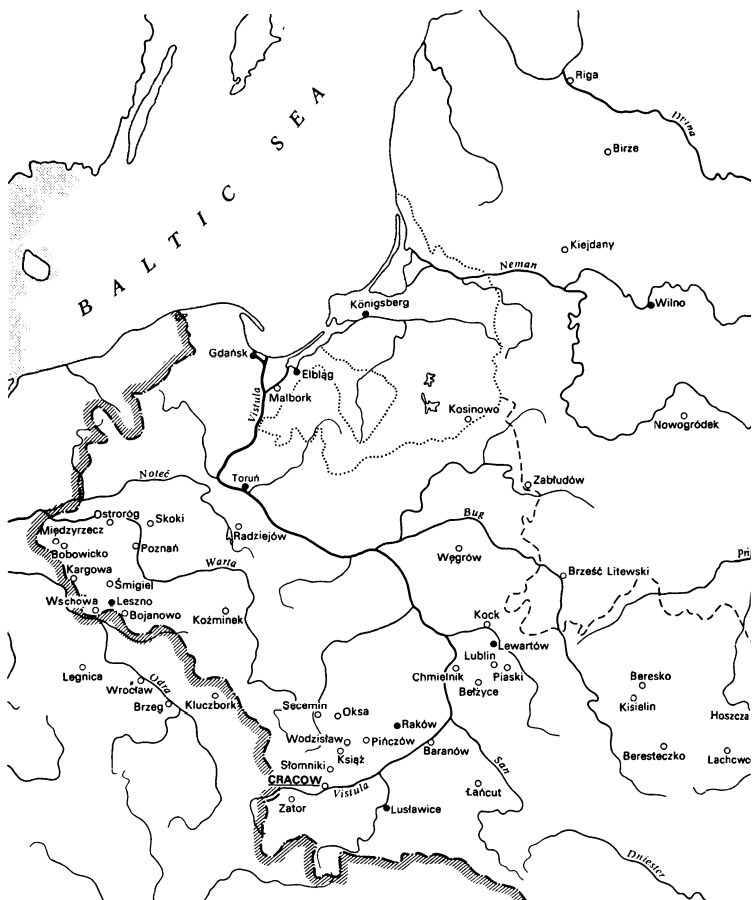 Riga
Drina
Birze
BALTIC SEA
Kiejdany
Neman
Wilno
Königsberg
Gdańsk
Elbląg
Malbork
Vistula
Kosinowo
Nowogródek
Noteć
Toruń
Zabłudów
Ostroróg
Skoki
Bug
Międzyrzecz
Radziejów
Bobowicko
Poznań
Węgrów
Pri
Kargowa
Warta
Brześć Litewski
Śmigiel
Wschowa
Leszno
Bojanowo
Koźminek
Kock
Lewartów
Lublin
Legnica
Chmielnik
Piaski
Wrocław
Odra
Bełżyce
Beresko
Brzeg
Kluczbork
Secemin
Oksa
Kisielin
Hoszcza
Raków
Wodzisław
Pińczów
Baranów
Książ
Beresteczko
Lachcwo
Słomniki
San
CRACOW
Vistula
Łańcut
Zator
Lusławice
Dniester